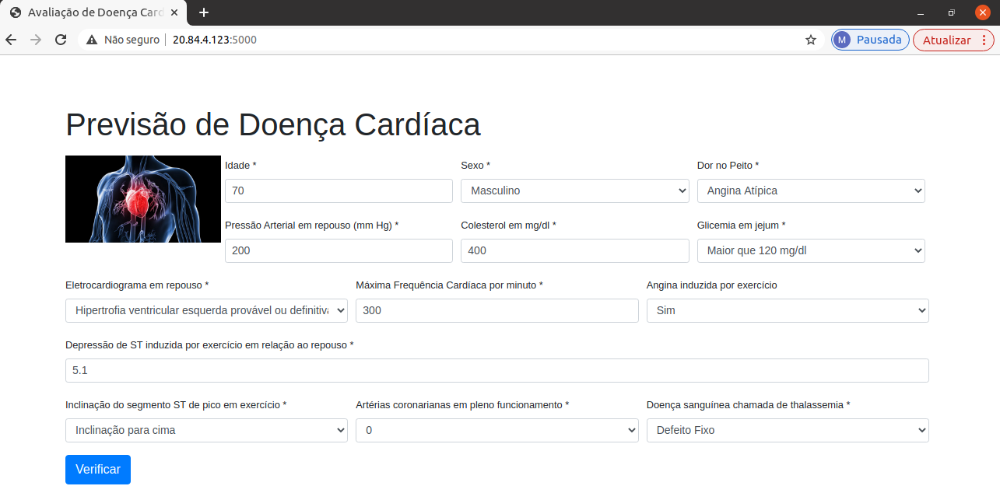 Avaliação de Doença Card
Não seguro
20.84.4.123:5000
M
Pausada
Atualizar
Previsão de Doença Cardíaca
Idade *
Sexo *
Dor no Peito *
70
Masculino
Angina Atípica
Pressão Arterial em repouso (mm Hg) *
Colesterol em mg/dl *
Glicemia em jejum *
200
400
Maior que 120 mg/dl
Eletrocardiograma em repouso *
Máxima Frequência Cardíaca por minuto *
Angina induzida por exercício
Hipertrofia ventricular esquerda provável ou definitiva
300
Sim
Depressão de ST induzida por exercício em relação ao repouso *
5.1
Inclinação do segmento ST de pico em exercício *
Artérias coronarianas em pleno funcionamento *
Doença sanguínea chamada de thalassemia *
Inclinação para cima
0
Defeito Fixo
Verificar